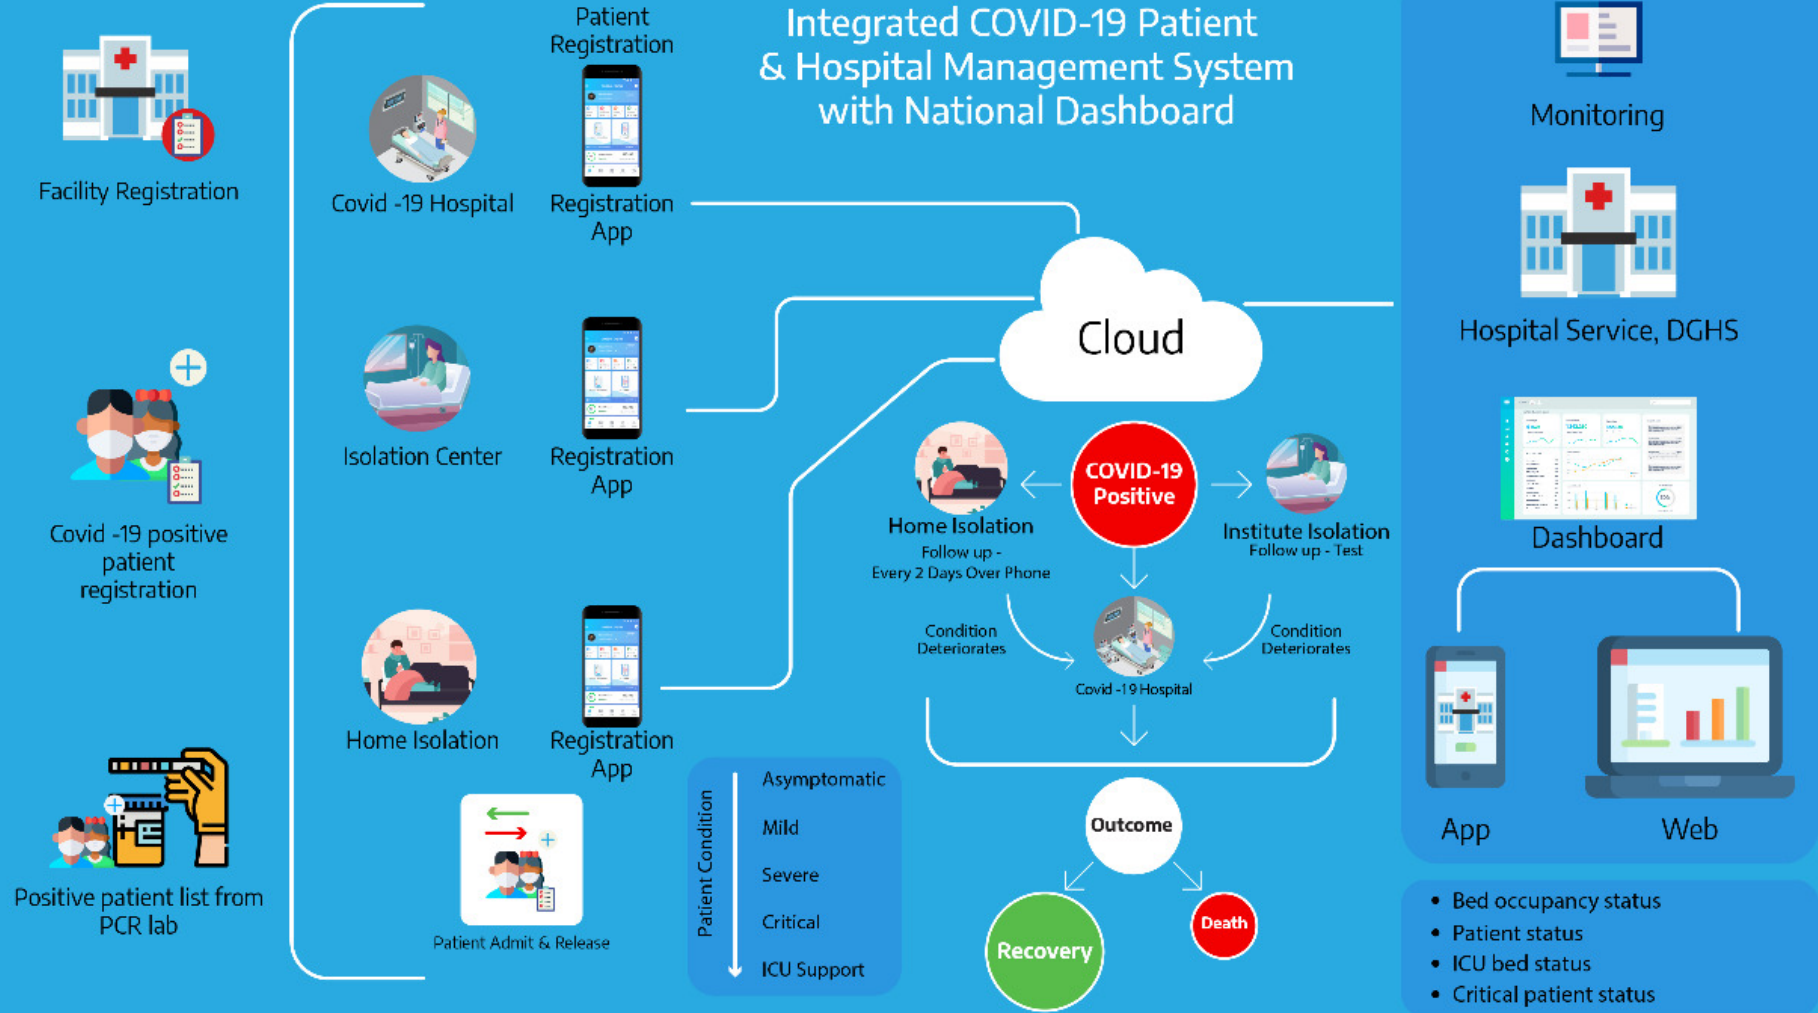 Integrated COVID-19 Patient
& Hospital Management System
with National Dashboard
Facility Registration
Covid -19 positive
patient
registration
Positive patient list from
PCR lab
Patient
Registration
Covid -19 Hospital
Registration
App
Isolation Center
Registration
App
Home Isolation
Registration
App
Patient Admit & Release
Patient Condition
Asymptomatic
Mild
Severe
Critical
ICU Support
Cloud
COVID-19
Positive
Home Isolation
Follow up -
Every 2 Days Over Phone
Institute Isolation
Follow up - Test
Condition
Deteriorates
Condition
Deteriorates
Covid -19 Hospital
Outcome
Recovery
Death
Monitoring
Hospital Service, DGHS
Dashboard
App
Web
• Bed occupancy status
• Patient status
• ICU bed status
• Critical patient status